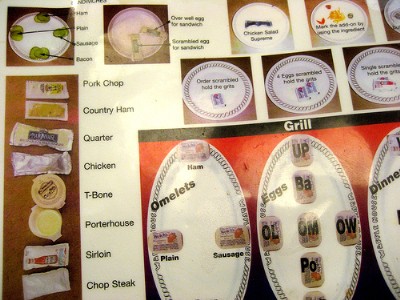 SANDWICHES
Ham
Plain
Sausage
Bacon
Over well egg
for sandwich
Scrambled egg
for sandwich
Chicken Salad
Supreme
Mark the add-on by
using the ingredient
Order scrambled
hold the grits
4 Eggs scrambled
hold the grits
Single scrambled
hold the grits
Pork Chop
Country Ham
Quarter
Chicken
T-Bone
Porterhouse
Sirloin
Chop Steak
Grill
Omelets
Ham
Plain
Sausage
Eggs
UP
Ba
OL
OM
OW
Po
Dinne